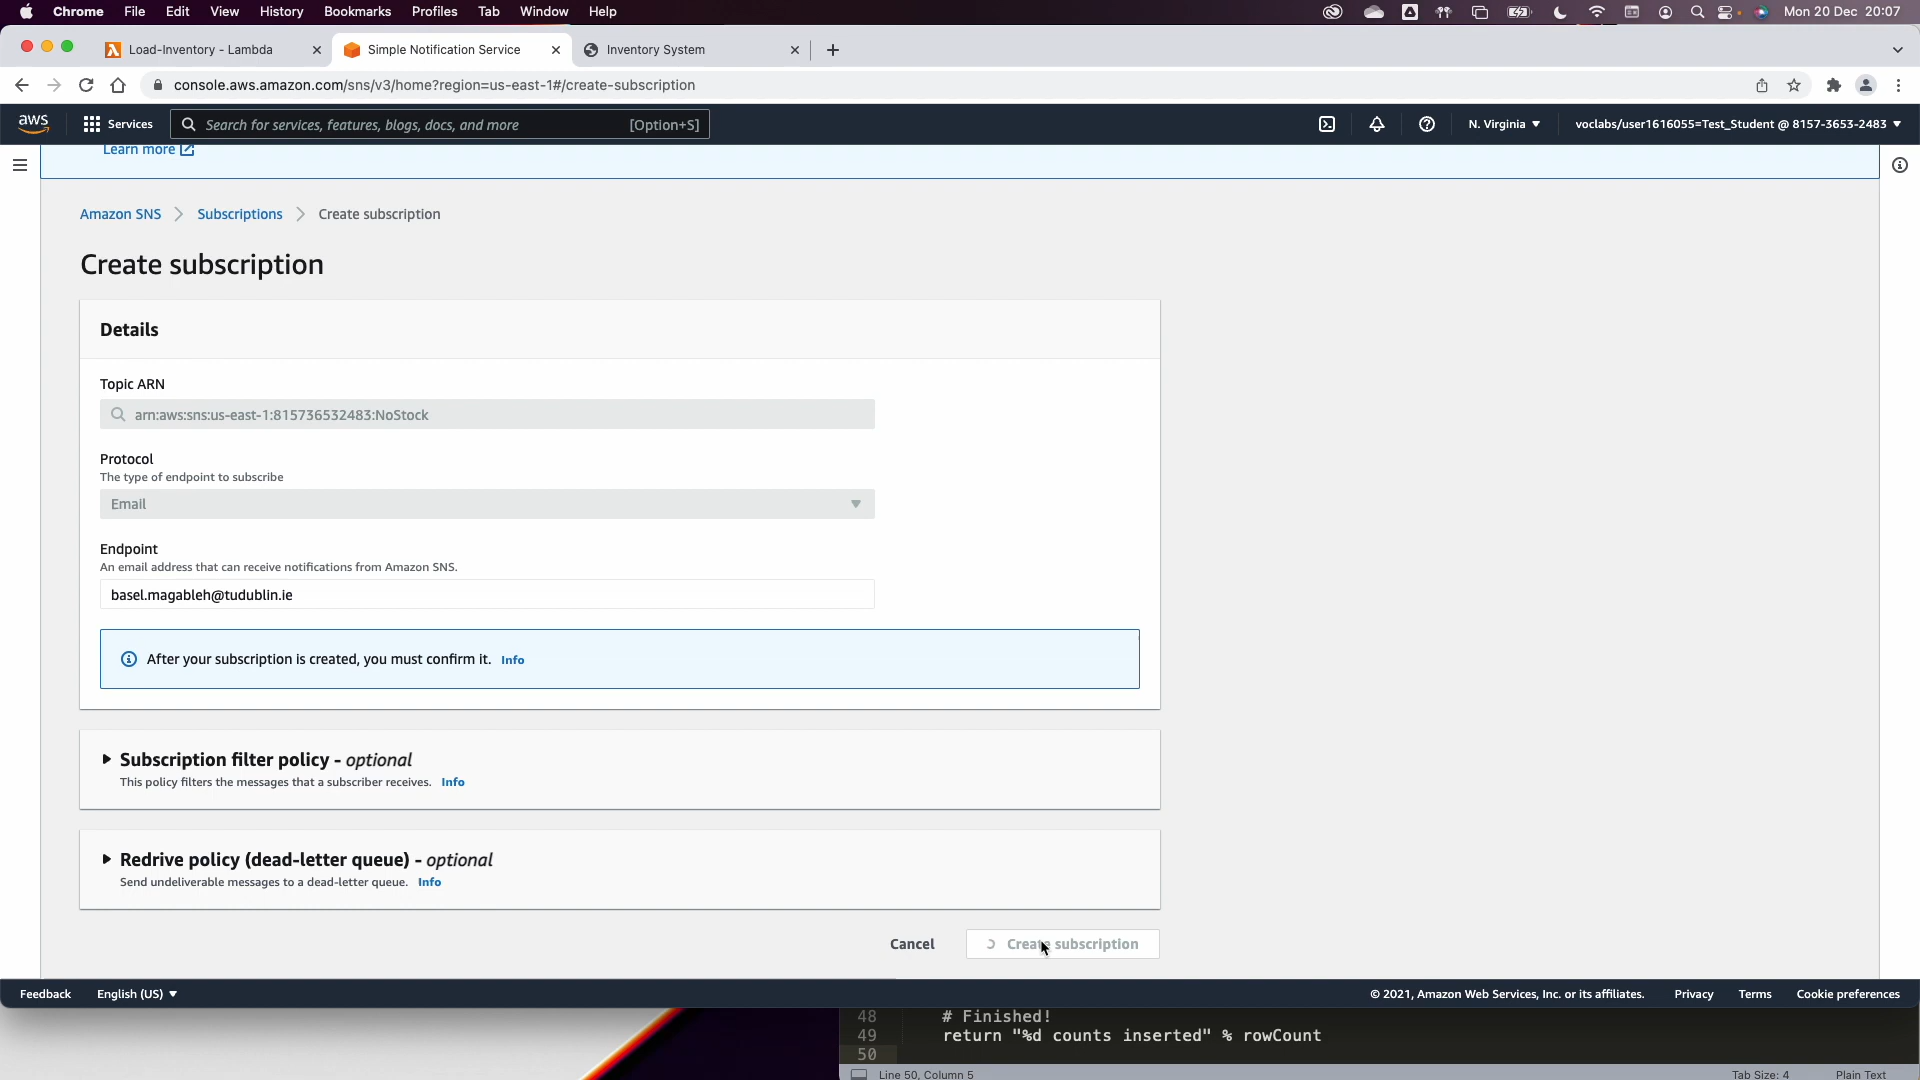 Chrome File Edit View History Bookmarks Profiles Tab Window Help Mon 20 Dec 20:07
Load-Inventory - Lambda Simple Notification Service Inventory System
console.aws.amazon.com/sns/v3/home?region=us-east-1#/create-subscription
aws Services Search for services, features, blogs, docs, and more [Option+S] N. Virginia voclabs/user1616055=Test_Student @ 8157-3653-2483
Learn more
Amazon SNS Subscriptions Create subscription
Create subscription
Details
Topic ARN
arn:aws:sns:us-east-1:815736532483:NoStock
Protocol
The type of endpoint to subscribe
Email
Endpoint
An email address that can receive notifications from Amazon SNS.
basel.magableh@tudublin.ie
After your subscription is created, you must confirm it. Info
Subscription filter policy - optional
This policy filters the messages that a subscriber receives. Info
Redrive policy (dead-letter queue) - optional
Send undeliverable messages to a dead-letter queue. Info
Cancel Create subscription
Feedback English (US) © 2021, Amazon Web Services, Inc. or its affiliates. Privacy Terms Cookie preferences
48 # Finished!
49 return "%d counts inserted" % rowCount
50
Line 50, Column 5 Tab Size: 4 Plain Text